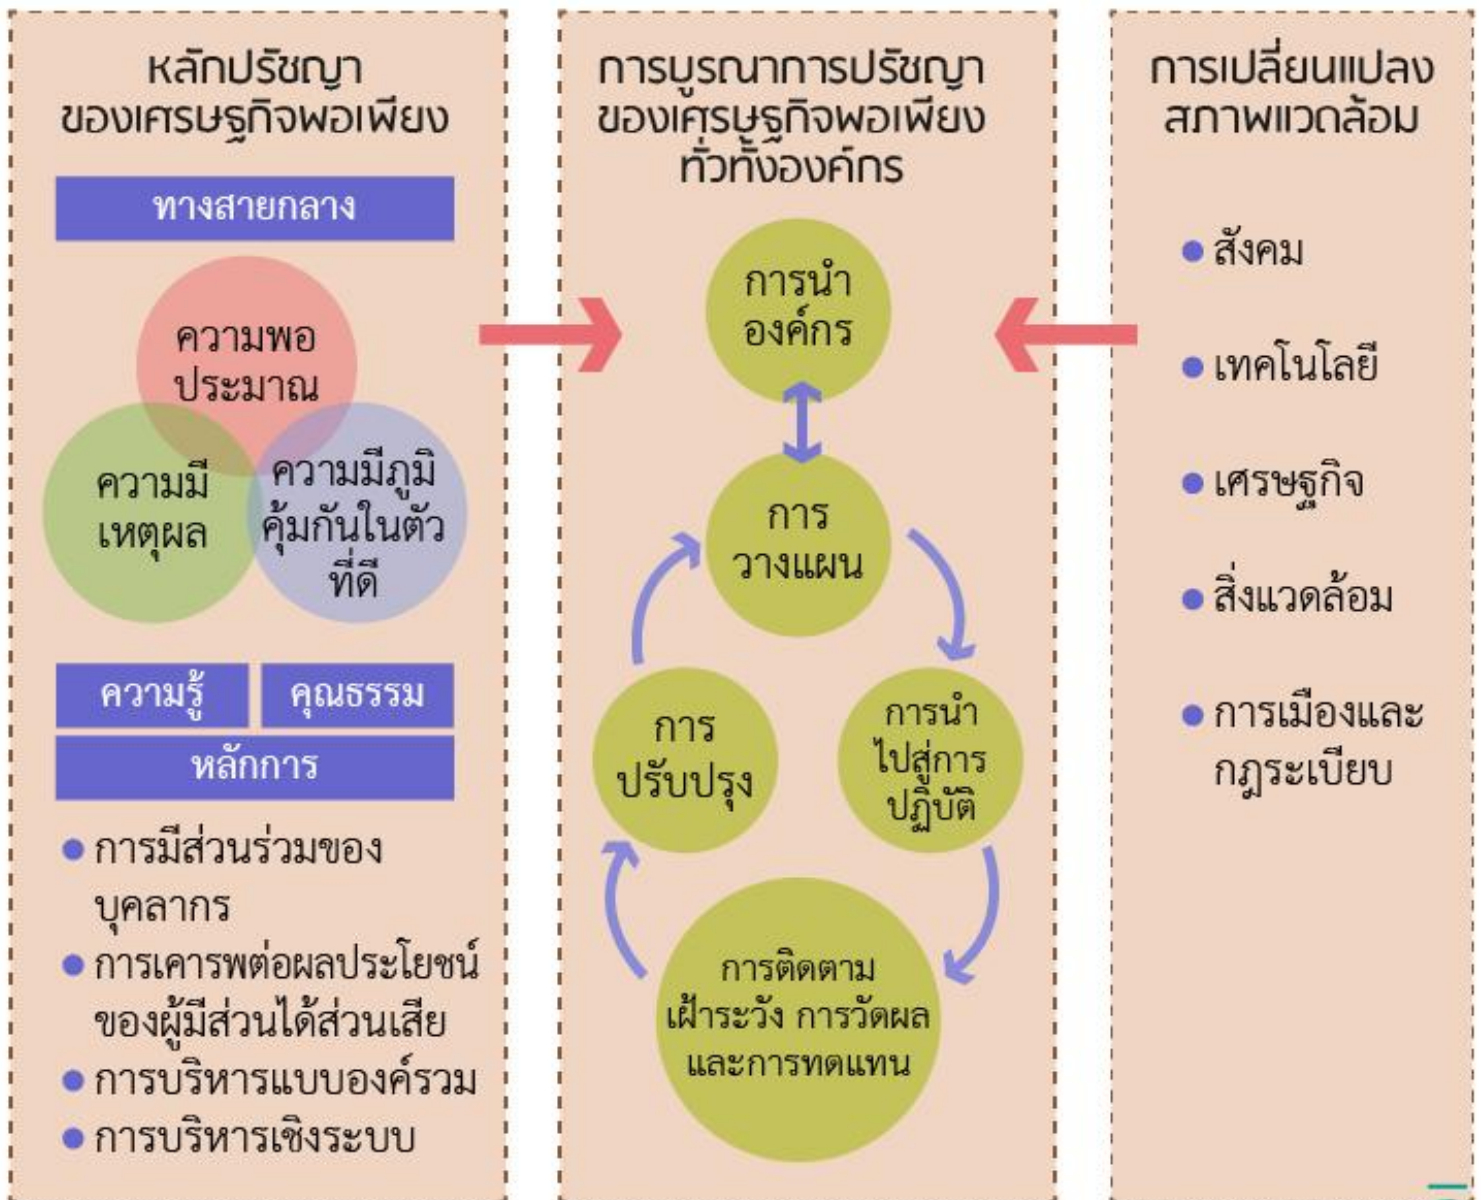 หลักปรัชญา
ของเศรษฐกิจพอเพียง
ทางสายกลาง
ความพอ
ประมาณ
ความมี
เหตุผล
ความมีภูมิ
คุ้มกันในตัว
ที่ดี
ความรู้
คุณธรรม
หลักการ
การมีส่วนร่วมของ
บุคลากร
การเคารพต่อผลประโยชน์
ของผู้มีส่วนได้ส่วนเสีย
การบริหารแบบองค์รวม
การบริหารเชิงระบบ
การบูรณาการปรัชญา
ของเศรษฐกิจพอเพียง
ทั่วทั้งองค์กร
การนำ
องค์กร
การ
วางแผน
การนำ
ไปสู่การ
ปฏิบัติ
การติดตาม
เฝ้าระวัง การวัดผล
และการทดแทน
การ
ปรับปรุง
การเปลี่ยนแปลง
สภาพแวดล้อม
สังคม
เทคโนโลยี
เศรษฐกิจ
สิ่งแวดล้อม
การเมืองและ
กฎระเบียบ